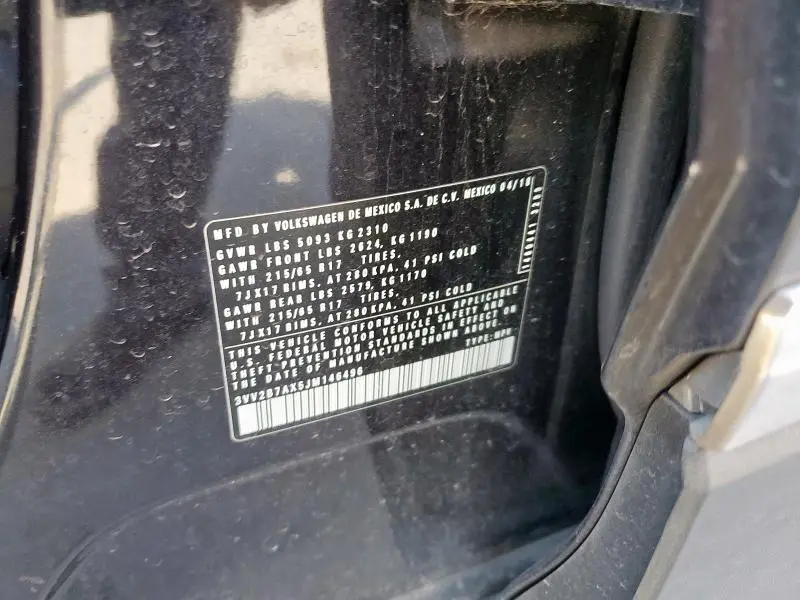 MFD BY VOLKSWAGEN DE MEXICO S.A. DE C.V. MEXICO 04/18
GVWR LBS 5093 KG 2310
GAWR FRONT LBS 2624, KG 1190
WITH 215/65 R17 TIRES,
7JX17 RIMS, AT 280 KPA, 41 PSI COLD
GAWR REAR LBS 2579, KG 1170
WITH 215/65 R17 TIRES,
7JX17 RIMS, AT 280 KPA, 41 PSI COLD
THIS VEHICLE CONFORMS TO ALL APPLICABLE
U.S. FEDERAL MOTOR VEHICLE SAFETY AND
THEFT PREVENTION STANDARDS IN EFFECT ON
THE DATE OF MANUFACTURE SHOWN ABOVE.
TYPE: MPV
3VV2B7AX5JM146496